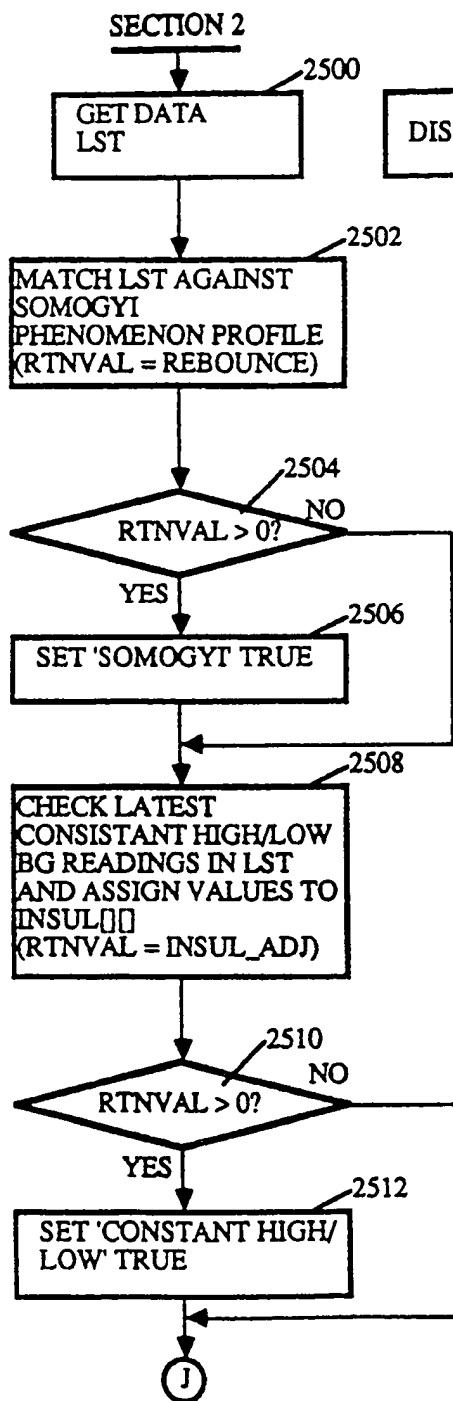 SECTION 2
2500
GET DATA
LST
DIS
2502
MATCH LST AGAINST
SOMOGYI
PHENOMENON PROFILE
(RTNVAL = REBOUNCE)
2504
NO
RTNVAL > 0?
YES
2506
SET 'SOMOGYI' TRUE
2508
CHECK LATEST
CONSISTANT HIGH/LOW
BG READINGS IN LST
AND ASSIGN VALUES TO
INSUL[][]
(RTNVAL = INSUL_ADJ)
2510
NO
RTNVAL > 0?
YES
2512
SET 'CONSTANT HIGH/
LOW' TRUE
J